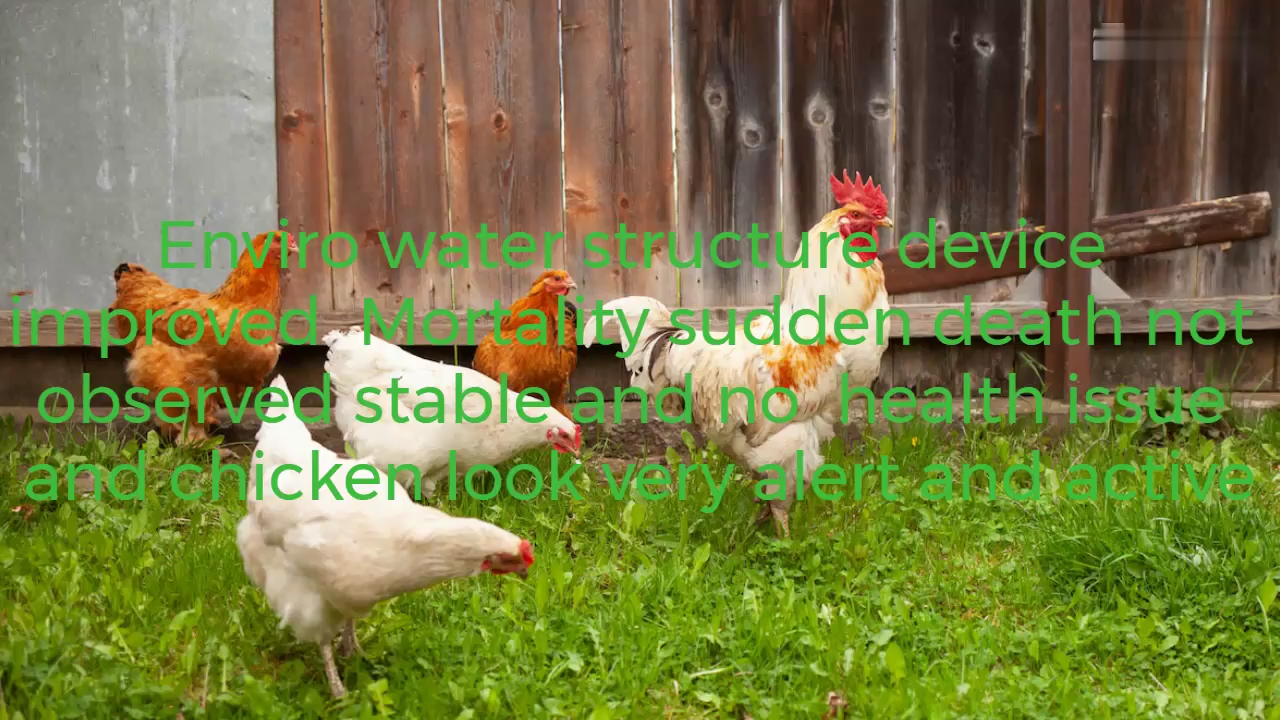 Enviro water structure device
improved  Mortality sudden death not
observed stable and no  health issue
and chicken look very alert and active